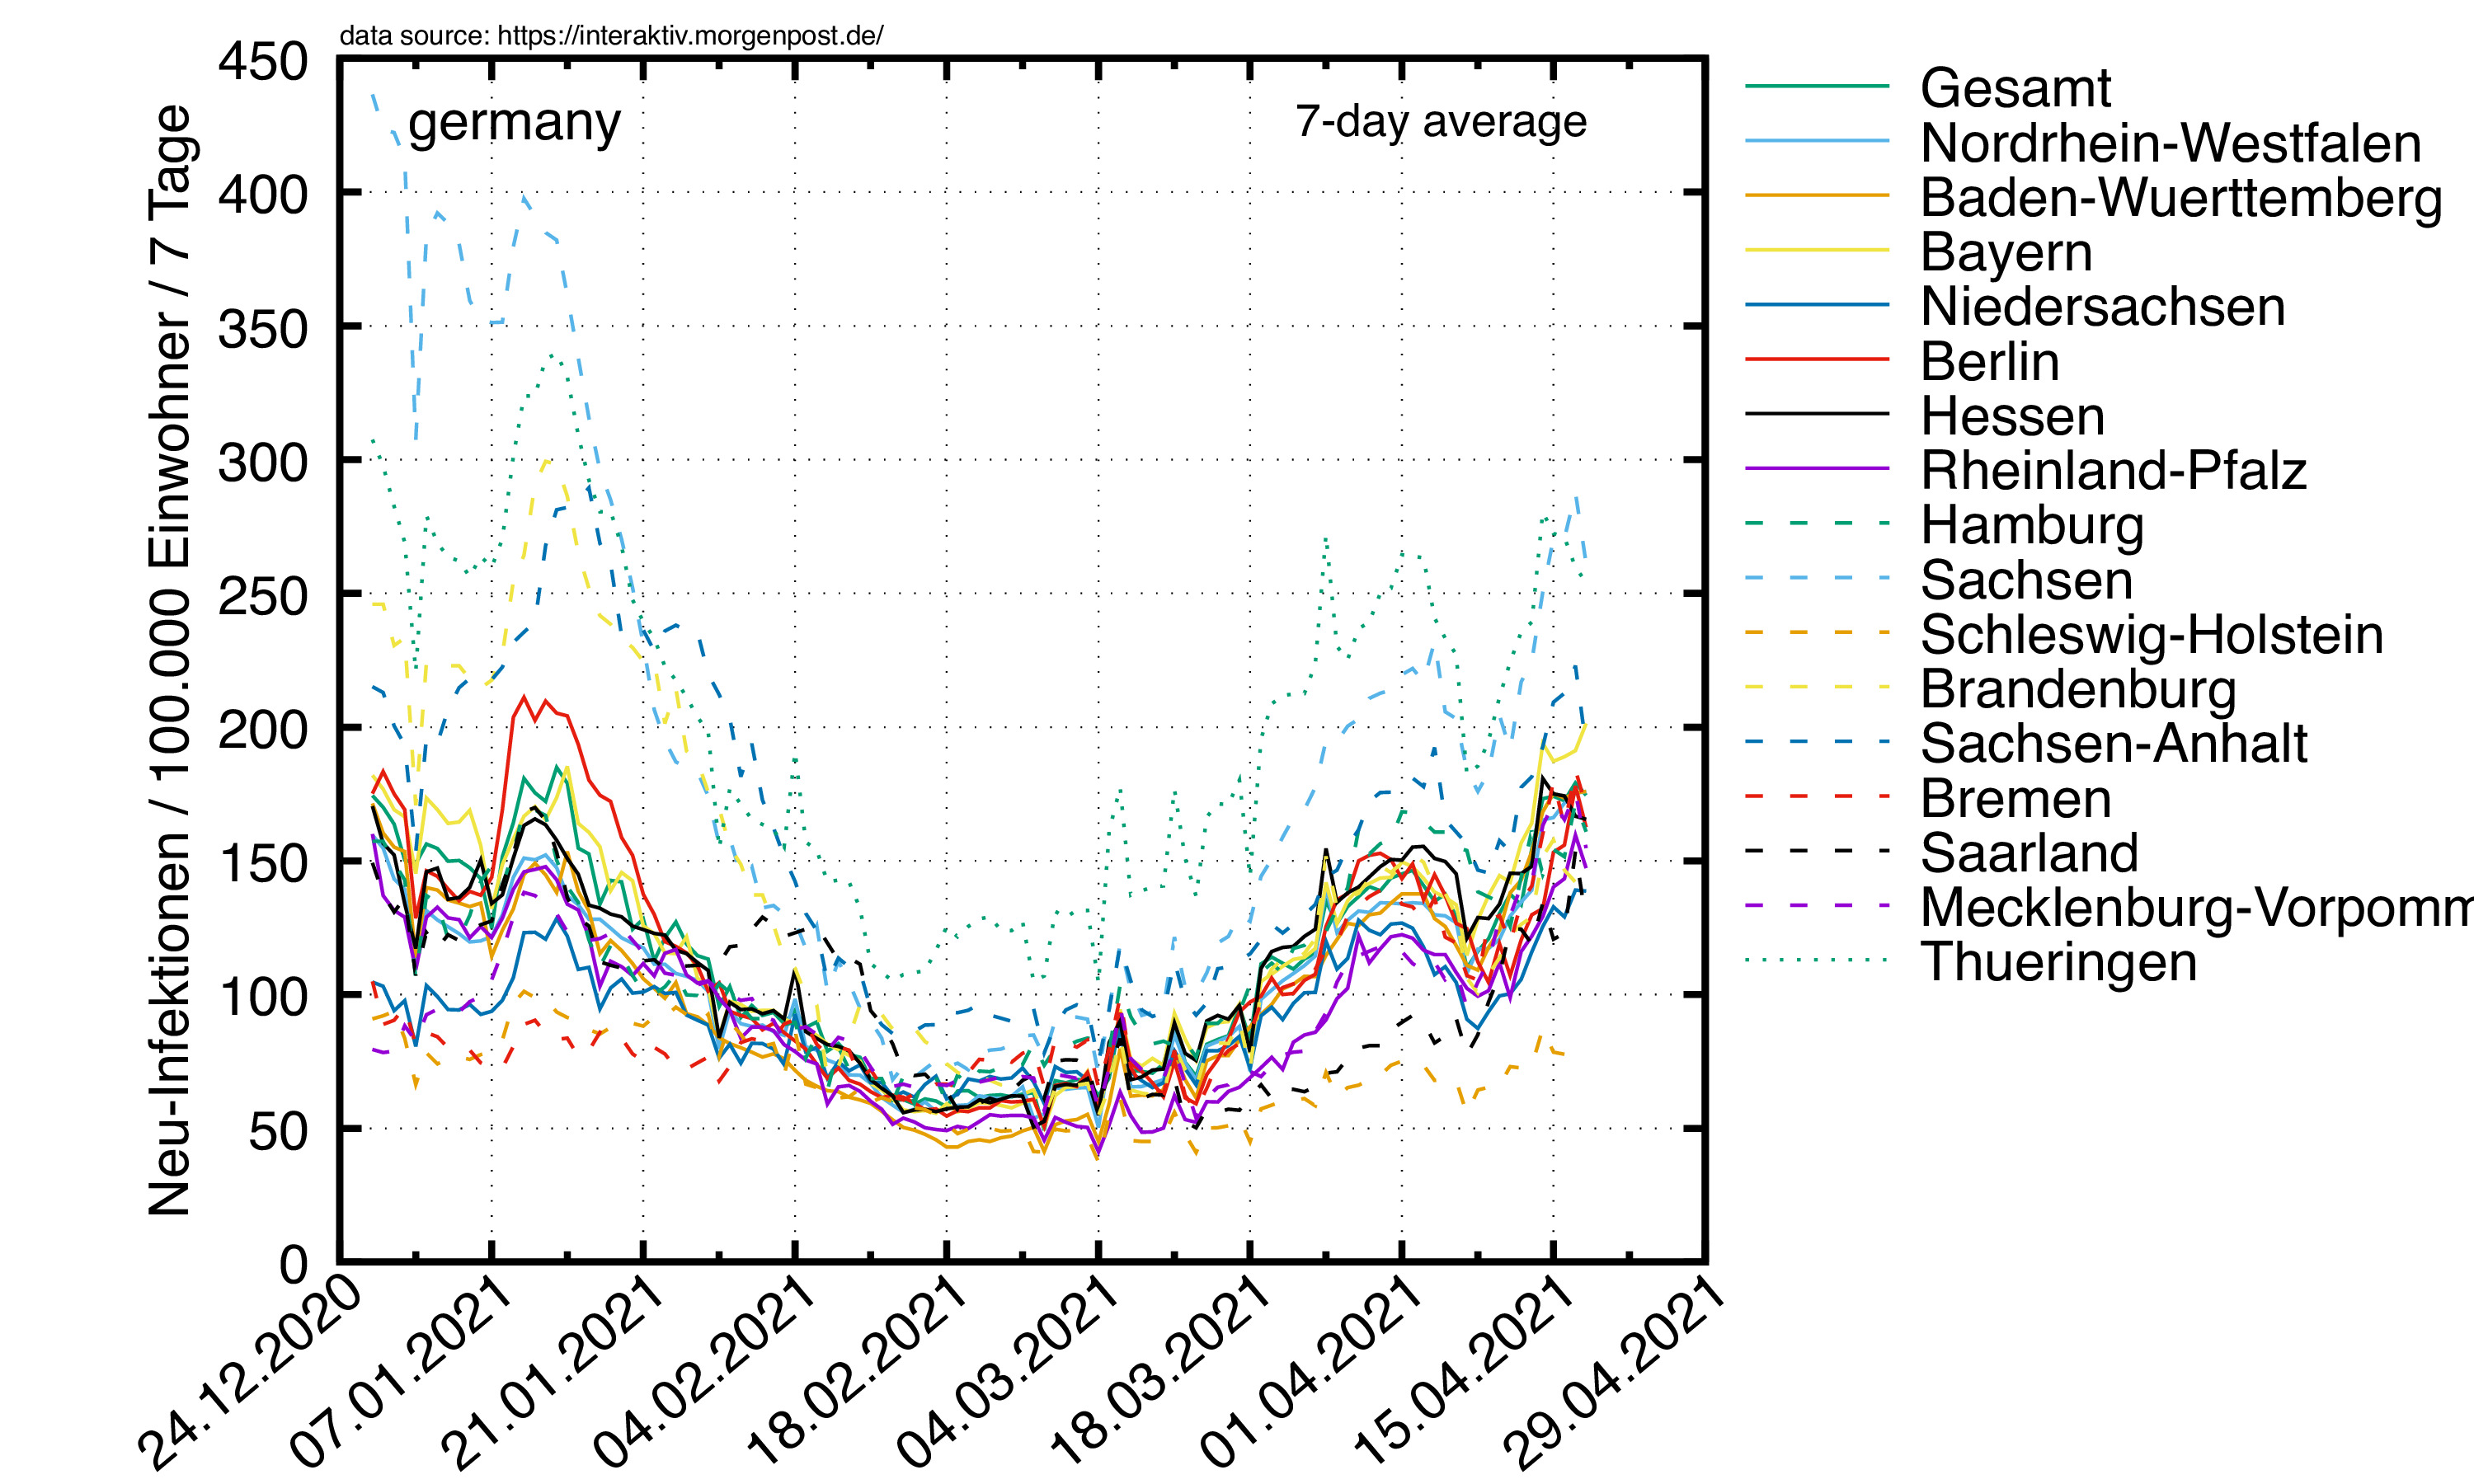 data source: https://interaktiv.morgenpost.de/
germany
7-day average
Neu-Infektionen / 100.000 Einwohner / 7 Tage
450
400
350
300
250
200
150
100
50
0
24.12.2020
07.01.2021
21.01.2021
04.02.2021
18.02.2021
04.03.2021
18.03.2021
01.04.2021
15.04.2021
29.04.2021
Gesamt
Nordrhein-Westfalen
Baden-Wuerttemberg
Bayern
Niedersachsen
Berlin
Hessen
Rheinland-Pfalz
Hamburg
Sachsen
Schleswig-Holstein
Brandenburg
Sachsen-Anhalt
Bremen
Saarland
Mecklenburg-Vorpomm
Thueringen